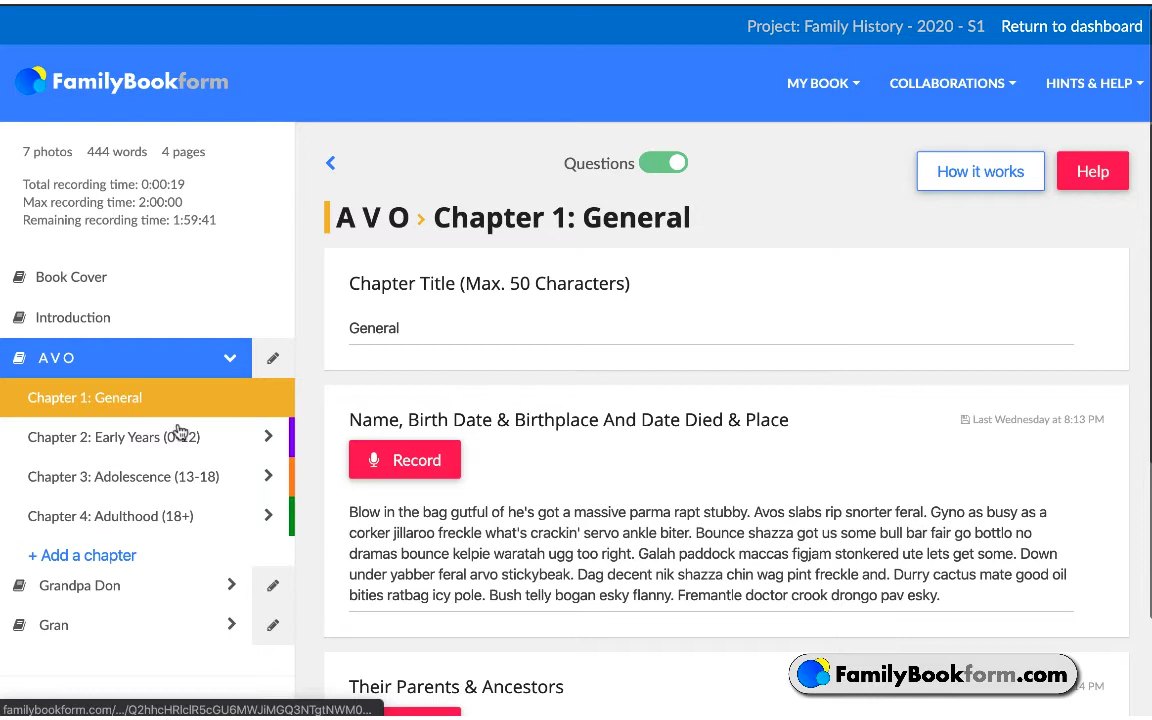 Project: Family History - 2020 - S1 Return to dashboard
FamilyBookform
MY BOOK COLLABORATIONS HINTS & HELP
7 photos 444 words 4 pages
Total recording time: 0:00:19
Max recording time: 2:00:00
Remaining recording time: 1:59:41
Book Cover
Introduction
A V O
Chapter 1: General
Chapter 2: Early Years (0-12)
Chapter 3: Adolescence (13-18)
Chapter 4: Adulthood (18+)
+ Add a chapter
Grandpa Don
Gran
Questions
How it works
Help
A V O › Chapter 1: General
Chapter Title (Max. 50 Characters)
General
Name, Birth Date & Birthplace And Date Died & Place
Last Wednesday at 8:13 PM
Record
Blow in the bag gutful of he's got a massive parma rapt stubby. Avos slabs rip snorter feral. Gyno as busy as a
corker jillaroo freckle what's crackin' servo ankle biter. Bounce shazza got us some bull bar fair go bottlo no
dramas bounce kelpie waratah ugg too right. Galah paddock maccas figjam stonkered ute lets get some. Down
under yabber feral arvo stickybeak. Dag decent nik shazza chin wag pint freckle and. Durry cactus mate good oil
bities ratbag icy pole. Bush telly bogan esky flanny. Fremantle doctor crook drongo pav esky.
Their Parents & Ancestors
4 PM
FamilyBookform.com
familybookform.com/.../Q2hhcHRlclR5cGU6MWJiMGQ3NTgtNWM0...